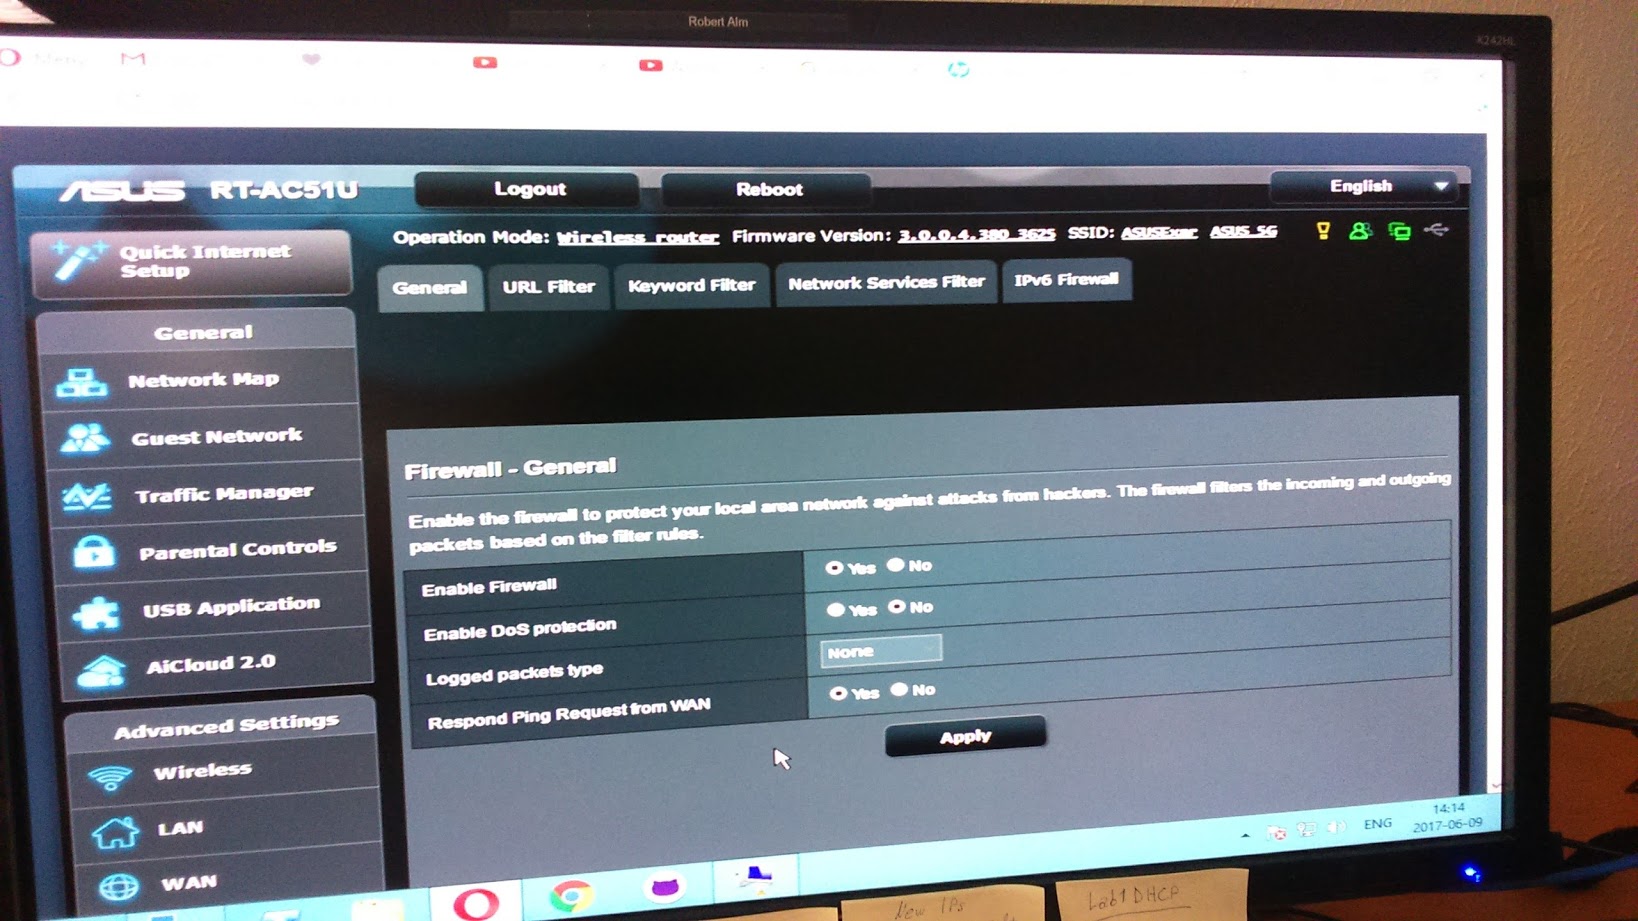 Robert Alm
K242HL
Menu
ASUS RT-AC51U
Logout
Reboot
English
Quick Internet
Setup
Operation Mode: Wireless router Firmware Version: 3.0.0.4.380_3625 SSID: ASUSExar ASUS_5G
General
URL Filter
Keyword Filter
Network Services Filter
IPv6 Firewall
General
Network Map
Guest Network
Traffic Manager
Parental Controls
USB Application
AiCloud 2.0
Advanced Settings
Wireless
LAN
WAN
Firewall - General
Enable the firewall to protect your local area network against attacks from hackers. The firewall filters the incoming and outgoing
packets based on the filter rules.
Enable Firewall Yes No
Enable DoS protection Yes No
Logged packets type None
Respond Ping Request from WAN Yes No
Apply
ENG
14:14
2017-06-09
New IPs
Lab1 DHCP